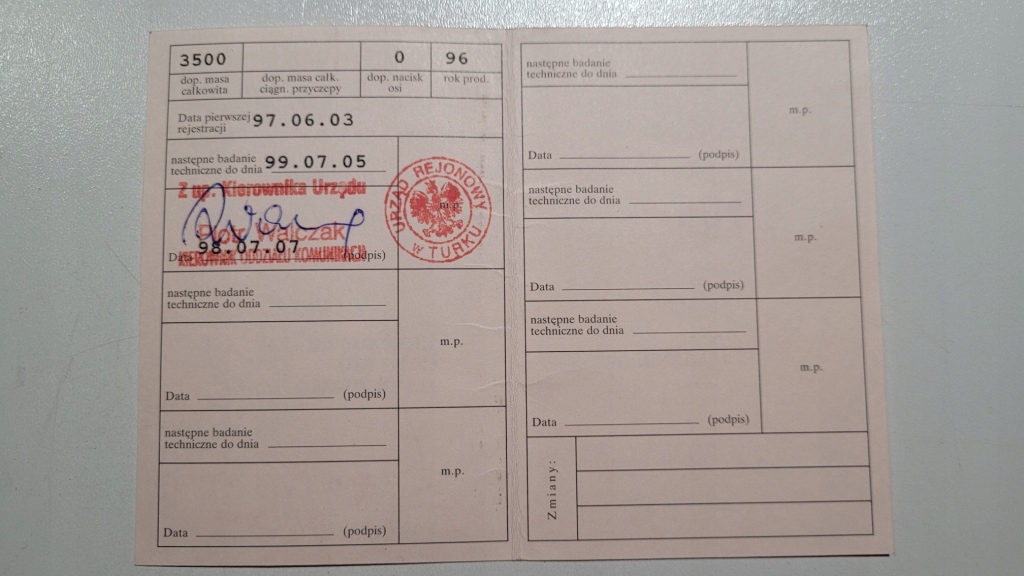 3500 0 96
dop. masa całkowita
dop. masa całk. ciągn. przyczepy
dop. nacisk osi
rok prod.
Data pierwszej rejestracji 97.06.03
następne badanie
techniczne do dnia 99.07.05
Z up. Kierownika Urzędu
Piotr Walczak
KIEROWNIK ODDZIAŁU KOMUNIKACJI
Data 98.07.07 (podpis)
m.p.
URZĄD REJONOWY
w TURKU
następne badanie
techniczne do dnia
m.p.
Data (podpis)
następne badanie
techniczne do dnia
m.p.
Data (podpis)
następne badanie
techniczne do dnia
m.p.
Data (podpis)
następne badanie
techniczne do dnia
m.p.
Data (podpis)
następne badanie
techniczne do dnia
m.p.
Data (podpis)
Zmiany: